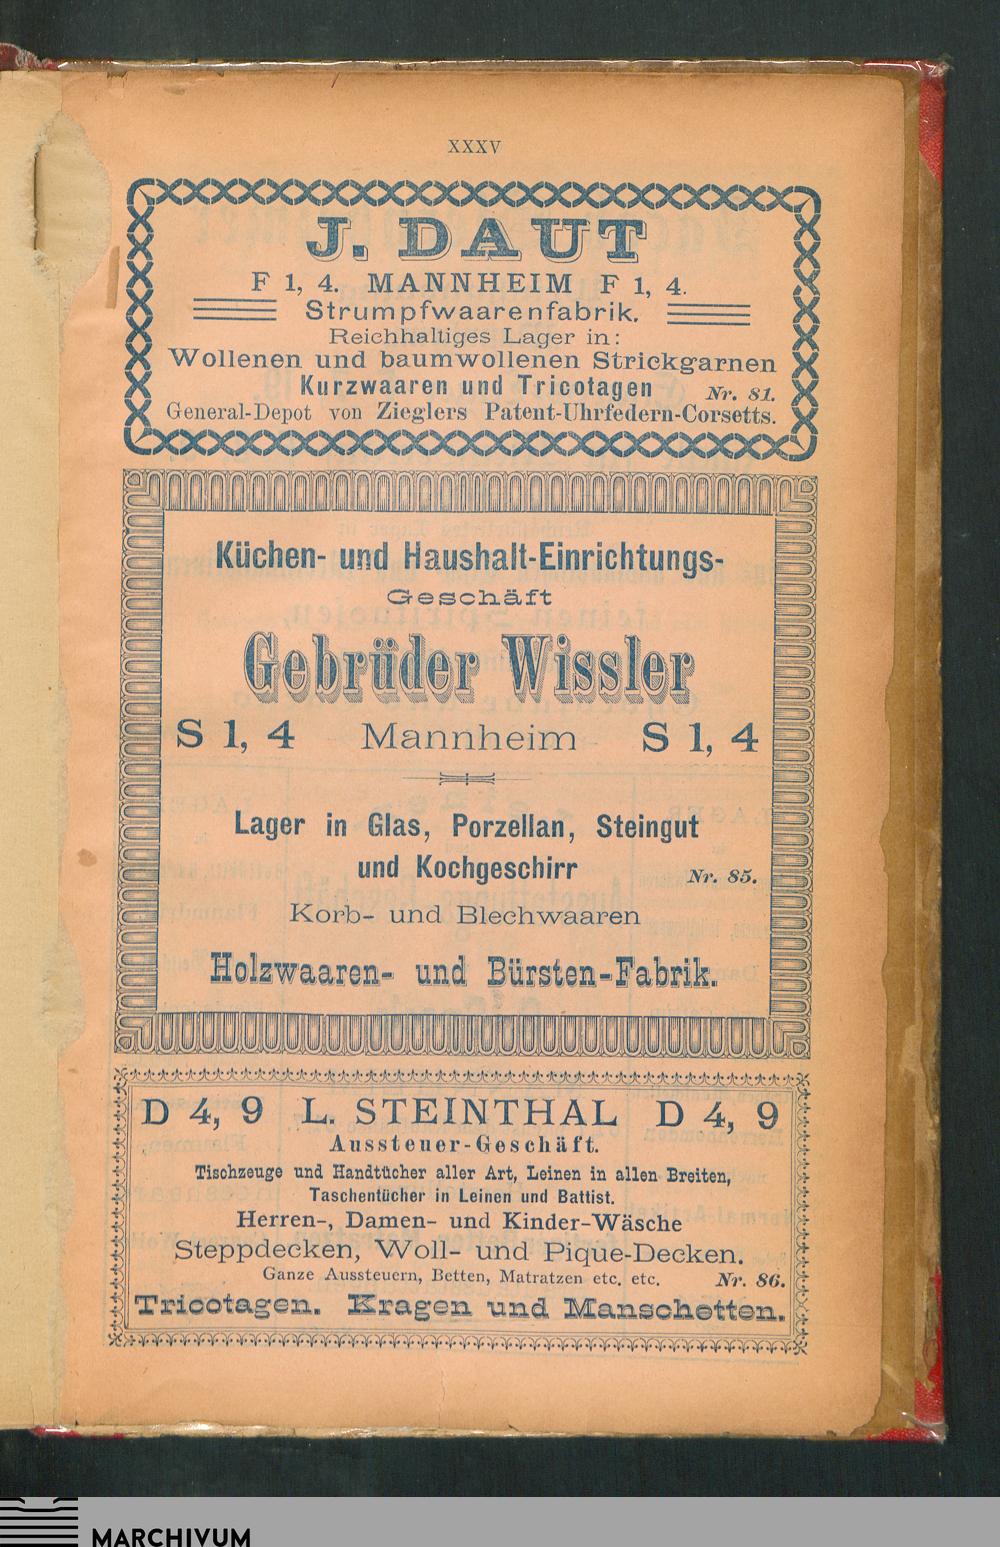 XXXV
J. DAUT
F 1, 4. MANNHEIM F 1, 4.
Strumpfwaarenfabrik.
Reichhaltiges Lager in:
Wollenen und baumwollenen Strickgarnen
Kurzwaaren und Tricotagen Nr. 81.
General-Depot von Zieglers Patent-Uhrfedern-Corsetts.
Küchen- und Haushalt-Einrichtungs-
Geschäft
Gebrüder Wissler
S 1, 4 Mannheim S 1, 4
Lager in Glas, Porzellan, Steingut
und Kochgeschirr Nr. 85.
Korb- und Blechwaaren
Holzwaaren- und Bürsten-Fabrik.
D 4, 9 L. STEINTHAL D 4, 9
Aussteuer-Geschäft.
Tischzeuge und Handtücher aller Art, Leinen in allen Breiten,
Taschentücher in Leinen und Battist.
Herren-, Damen- und Kinder-Wäsche
Steppdecken, Woll- und Pique-Decken.
Ganze Aussteuern, Betten, Matratzen etc. etc. Nr. 86.
Tricotagen. Kragen und Manschetten.
MARCHIVUM